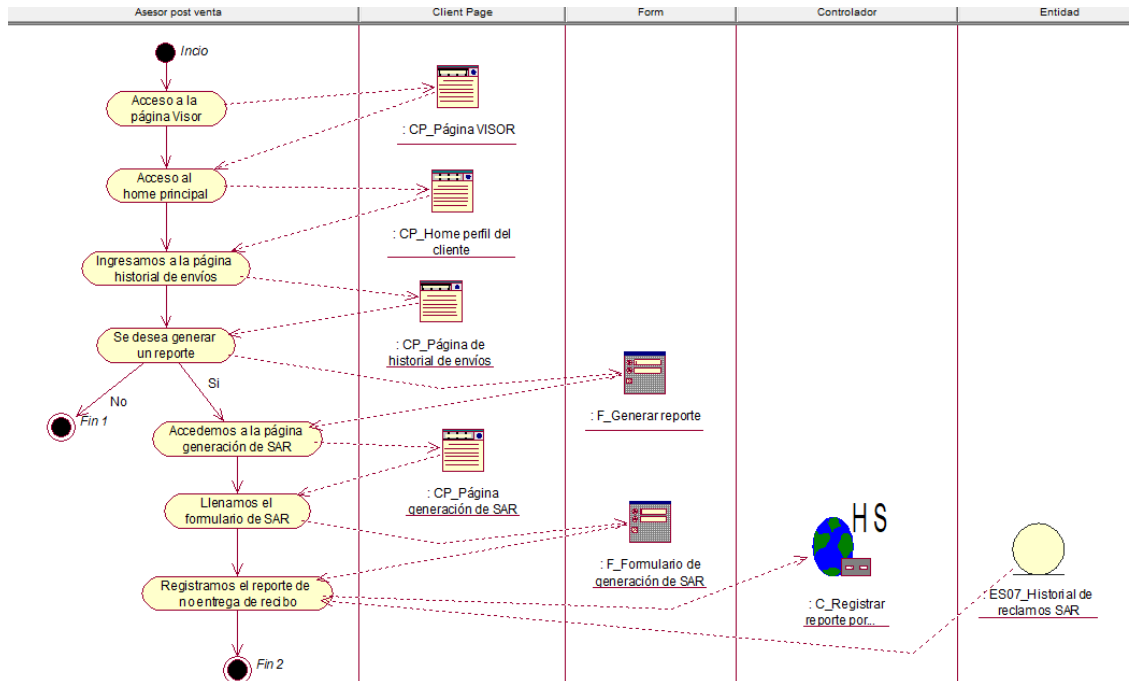 Asesor post venta
Client Page
Form
Controlador
Entidad
Incio
Acceso a la
página Visor
: CP_Página VISOR
Acceso al
home principal
: CP_Home perfil del
cliente
Ingresamos a la página
historial de envíos
: CP_Página de
historial de envíos
Se desea generar
un reporte
Si
No
Fin 1
: F_Generar reporte
Accedemos a la página
generación de SAR
: CP_Página
generación de SAR
Llenamos el
formulario de SAR
: F_Formulario de
generación de SAR
HS
: C_Registrar
reporte por...
: ES07_Historial de
reclamos SAR
Registramos el reporte de
no entrega de recibo
Fin 2